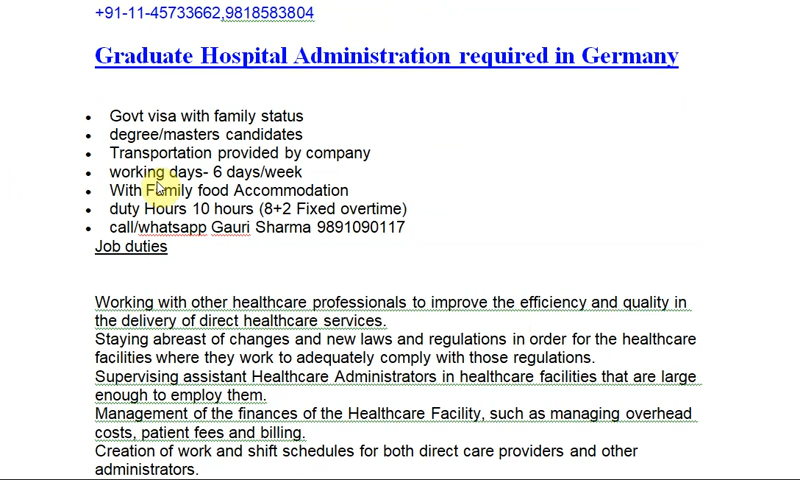 +91-11-45733662,9818583804
Graduate Hospital Administration required in Germany
• Govt visa with family status
• degree/masters candidates
• Transportation provided by company
• working days- 6 days/week
• With Family food Accommodation
• duty Hours 10 hours (8+2 Fixed overtime)
• call/whatsapp Gauri Sharma 9891090117
Job duties
Working with other healthcare professionals to improve the efficiency and quality in
the delivery of direct healthcare services.
Staying abreast of changes and new laws and regulations in order for the healthcare
facilities where they work to adequately comply with those regulations.
Supervising assistant Healthcare Administrators in healthcare facilities that are large
enough to employ them.
Management of the finances of the Healthcare Facility, such as managing overhead
costs, patient fees and billing.
Creation of work and shift schedules for both direct care providers and other
administrators.